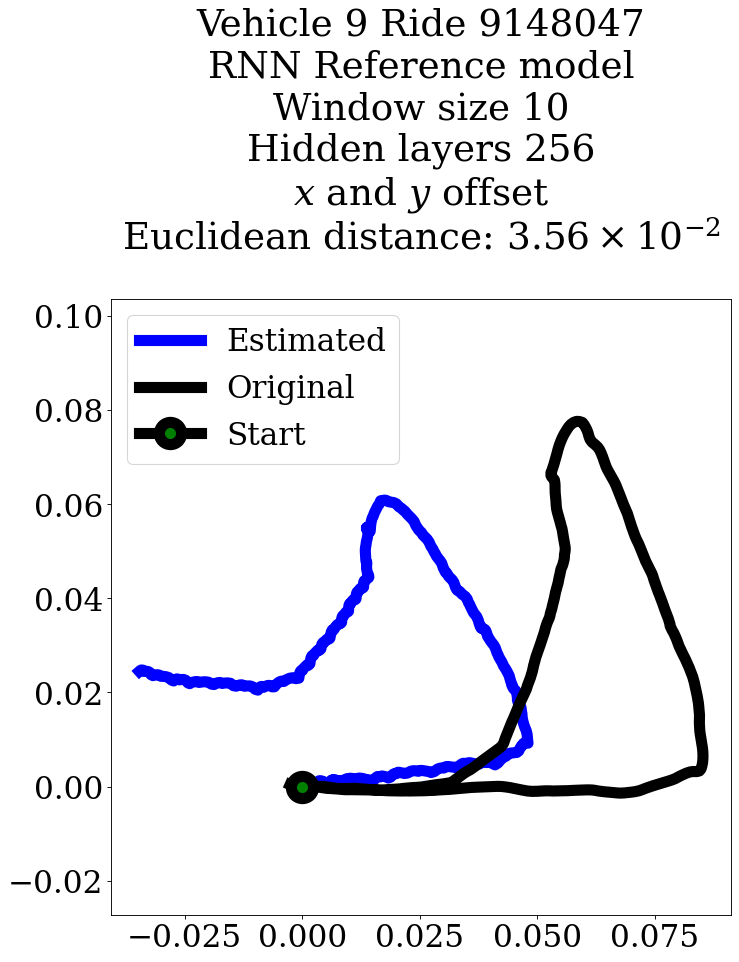 Vehicle 9 Ride 9148047
RNN Reference model
Window size 10
Hidden layers 256
x and y offset
Euclidean distance: 3.56 × 10⁻²
Estimated
Original
Start
0.10
0.08
0.06
0.04
0.02
0.00
−0.02
−0.025 0.000 0.025 0.050 0.075